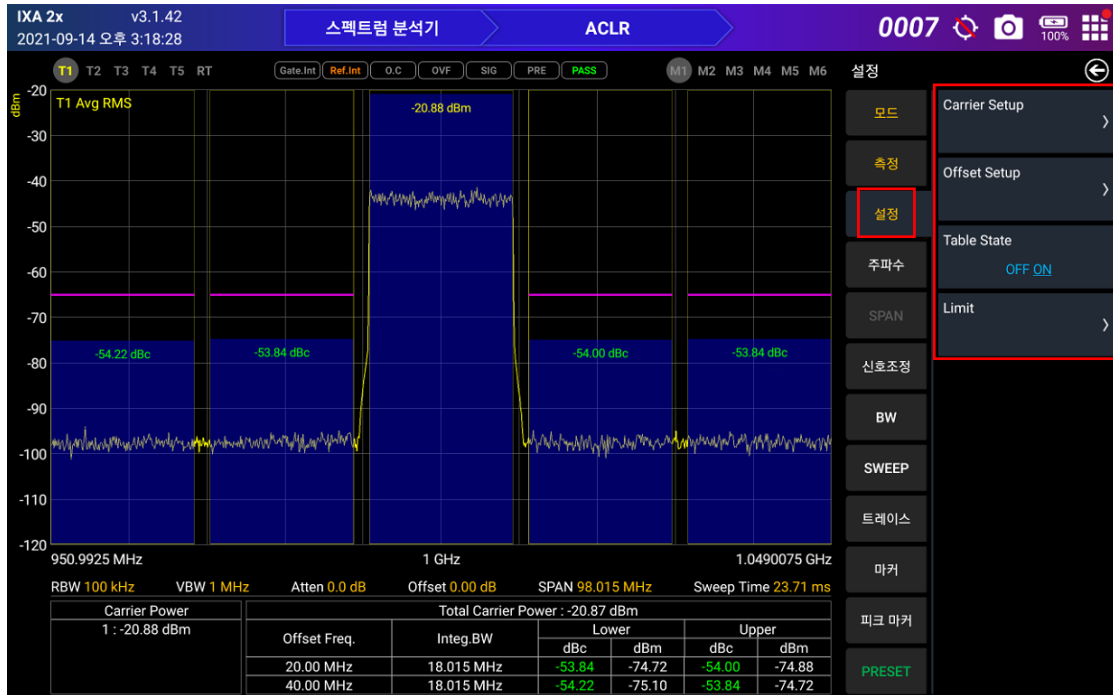 IXA 2x v3.1.42
2021-09-14 오후 3:18:28
스펙트럼 분석기
ACLR
0007
100%
T1 T2 T3 T4 T5 RT
Gate.Int Ref.Int O.C OVF SIG PRE PASS
M1 M2 M3 M4 M5 M6
설정
dBm
T1 Avg RMS
-20
-30
-40
-50
-60
-70
-80
-90
-100
-110
-120
-20.88 dBm
-54.22 dBc
-53.84 dBc
-54.00 dBc
-53.84 dBc
950.9925 MHz 1 GHz 1.0490075 GHz
RBW 100 kHz VBW 1 MHz Atten 0.0 dB Offset 0.00 dB SPAN 98.015 MHz Sweep Time 23.71 ms
Carrier Power
1 : -20.88 dBm
Total Carrier Power : -20.87 dBm
Offset Freq. Integ.BW Lower Upper
dBc dBm dBc dBm
20.00 MHz 18.015 MHz -53.84 -74.72 -54.00 -74.88
40.00 MHz 18.015 MHz -54.22 -75.10 -53.84 -74.72
모드
측정
설정
주파수
SPAN
신호조정
BW
SWEEP
트레이스
마커
피크 마커
PRESET
Carrier Setup
Offset Setup
Table State
OFF ON
Limit